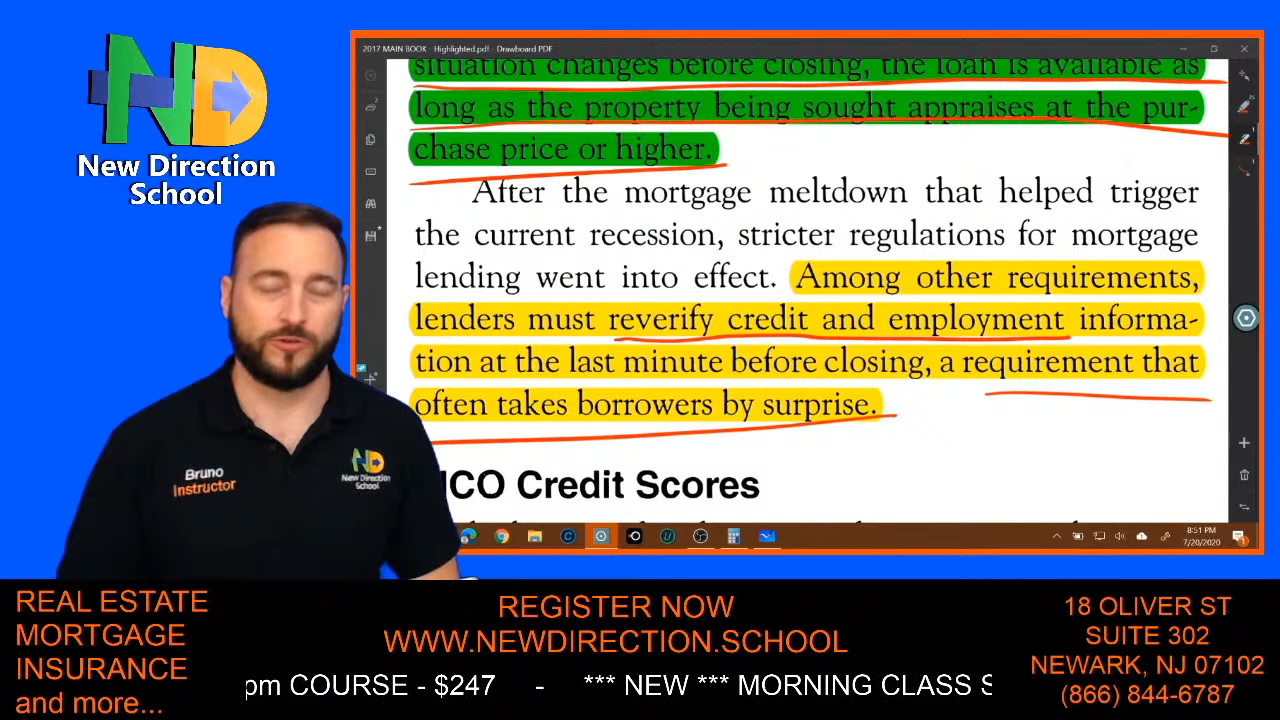 ND
New Direction
School
2017 MAIN BOOK - Highlighted.pdf - Drawboard PDF
situation changes before closing, the loan is available as
long as the property being sought appraises at the pur-
chase price or higher.
After the mortgage meltdown that helped trigger
the current recession, stricter regulations for mortgage
lending went into effect. Among other requirements,
lenders must reverify credit and employment informa-
tion at the last minute before closing, a requirement that
often takes borrowers by surprise.
ICO Credit Scores
8:51 PM
7/20/2020
Bruno
Instructor
ND
New Direction
School
REAL ESTATE
MORTGAGE
INSURANCE
and more...
REGISTER NOW
WWW.NEWDIRECTION.SCHOOL
pm COURSE - $247 - *** NEW *** MORNING CLASS S
18 OLIVER ST
SUITE 302
NEWARK, NJ 07102
(866) 844-6787